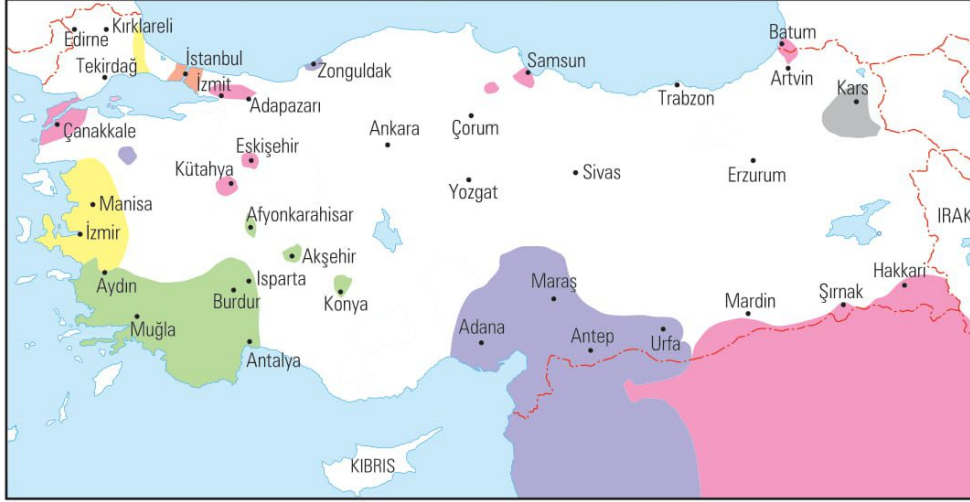 Kırklareli
Edirne
Tekirdağ
İstanbul
İzmit
Adapazarı
Zonguldak
Samsun
Batum
Artvin
Trabzon
Kars
Çanakkale
Ankara
Çorum
Eskişehir
Kütahya
Sivas
Erzurum
Yozgat
Manisa
Afyonkarahisar
IRAK
İzmir
Akşehir
Aydın
Isparta
Burdur
Konya
Maraş
Hakkari
Mardin
Şırnak
Muğla
Adana
Antep
Urfa
Antalya
KIBRIS